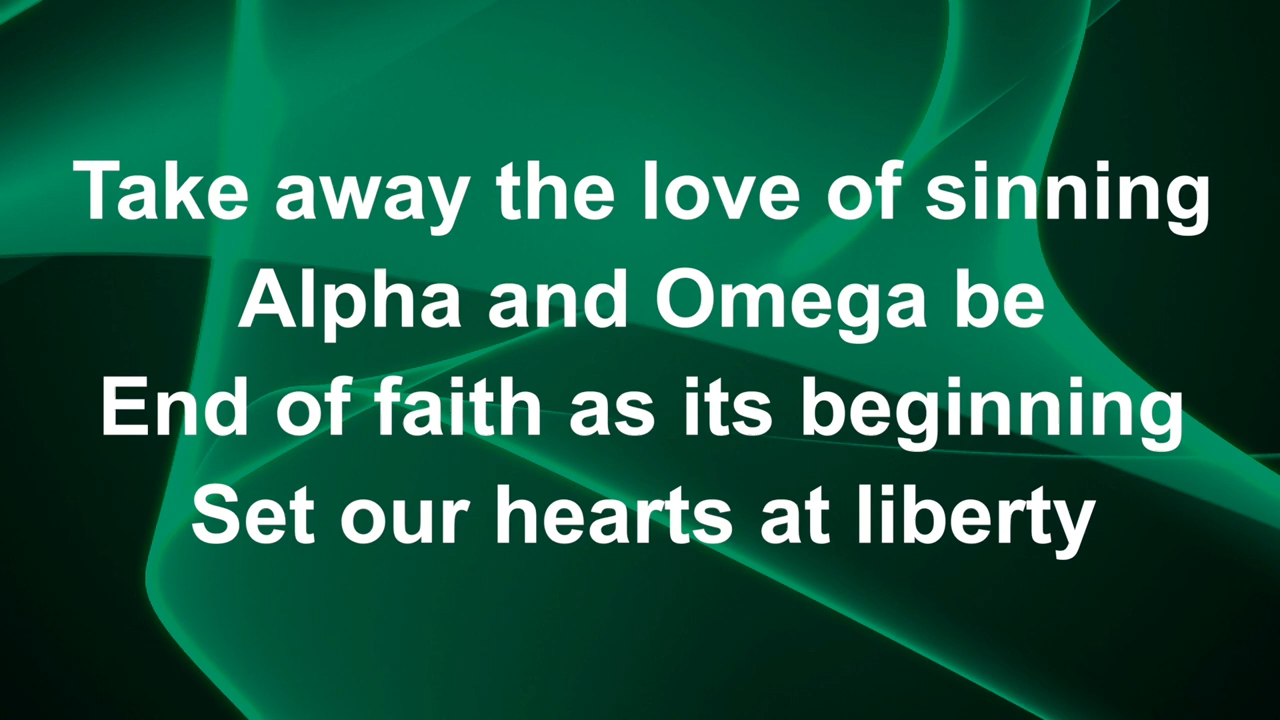 Take away the love of sinning
Alpha and Omega be
End of faith as its beginning
Set our hearts at liberty